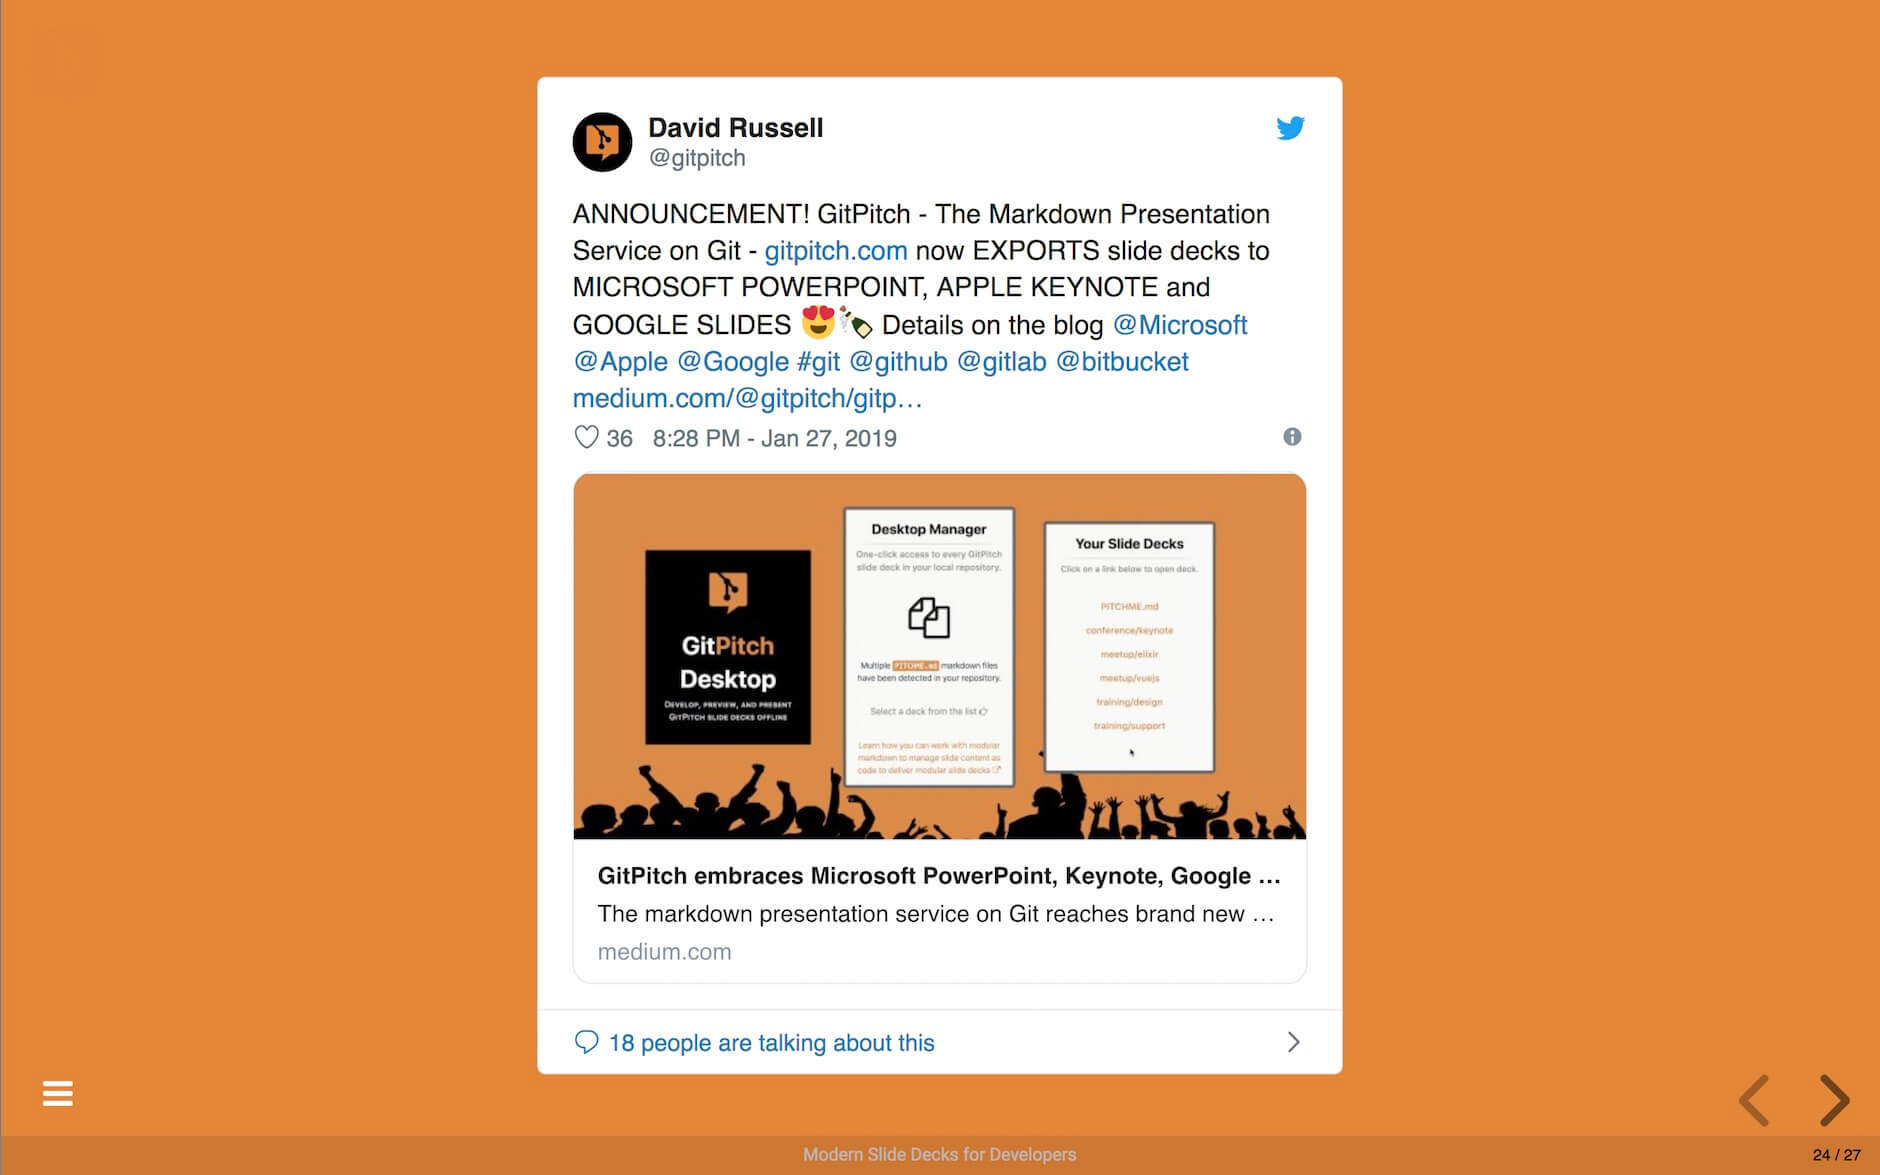 David Russell
@gitpitch
ANNOUNCEMENT! GitPitch - The Markdown Presentation
Service on Git - gitpitch.com now EXPORTS slide decks to
MICROSOFT POWERPOINT, APPLE KEYNOTE and
GOOGLE SLIDES 😍🍾 Details on the blog @Microsoft
@Apple @Google #git @github @gitlab @bitbucket
medium.com/@gitpitch/gitp…
36 8:28 PM - Jan 27, 2019
GitPitch
Desktop
DEVELOP, PREVIEW, AND PRESENT
GITPITCH SLIDE DECKS OFFLINE
Desktop Manager
One-click access to every GitPitch
slide deck in your local repository.
Multiple PITCHME.md markdown files
have been detected in your repository.
Select a deck from the list
Learn how you can work with modular
markdown to manage slide content as
code to deliver modular slide decks
Your Slide Decks
Click on a link below to open deck.
PITCHME.md
conference/keynote
meetup/elixir
meetup/vuejs
training/design
training/support
GitPitch embraces Microsoft PowerPoint, Keynote, Google …
The markdown presentation service on Git reaches brand new …
medium.com
18 people are talking about this
Modern Slide Decks for Developers
24 / 27